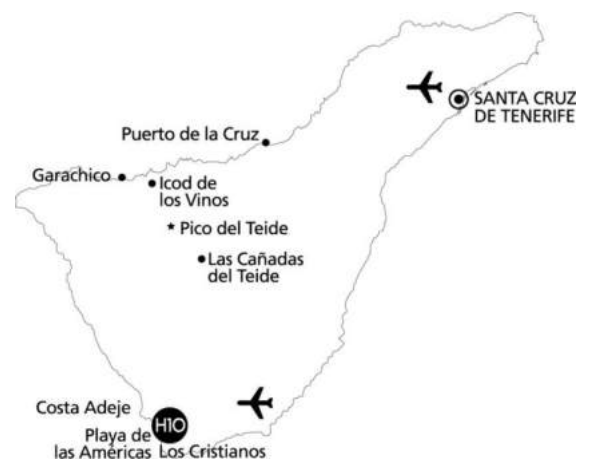 SANTA CRUZ
DE TENERIFE
Puerto de la Cruz
Garachico
Icod de
los Vinos
Pico del Teide
Las Cañadas
del Teide
Costa Adeje
H10
Playa de
las Américas
Los Cristianos